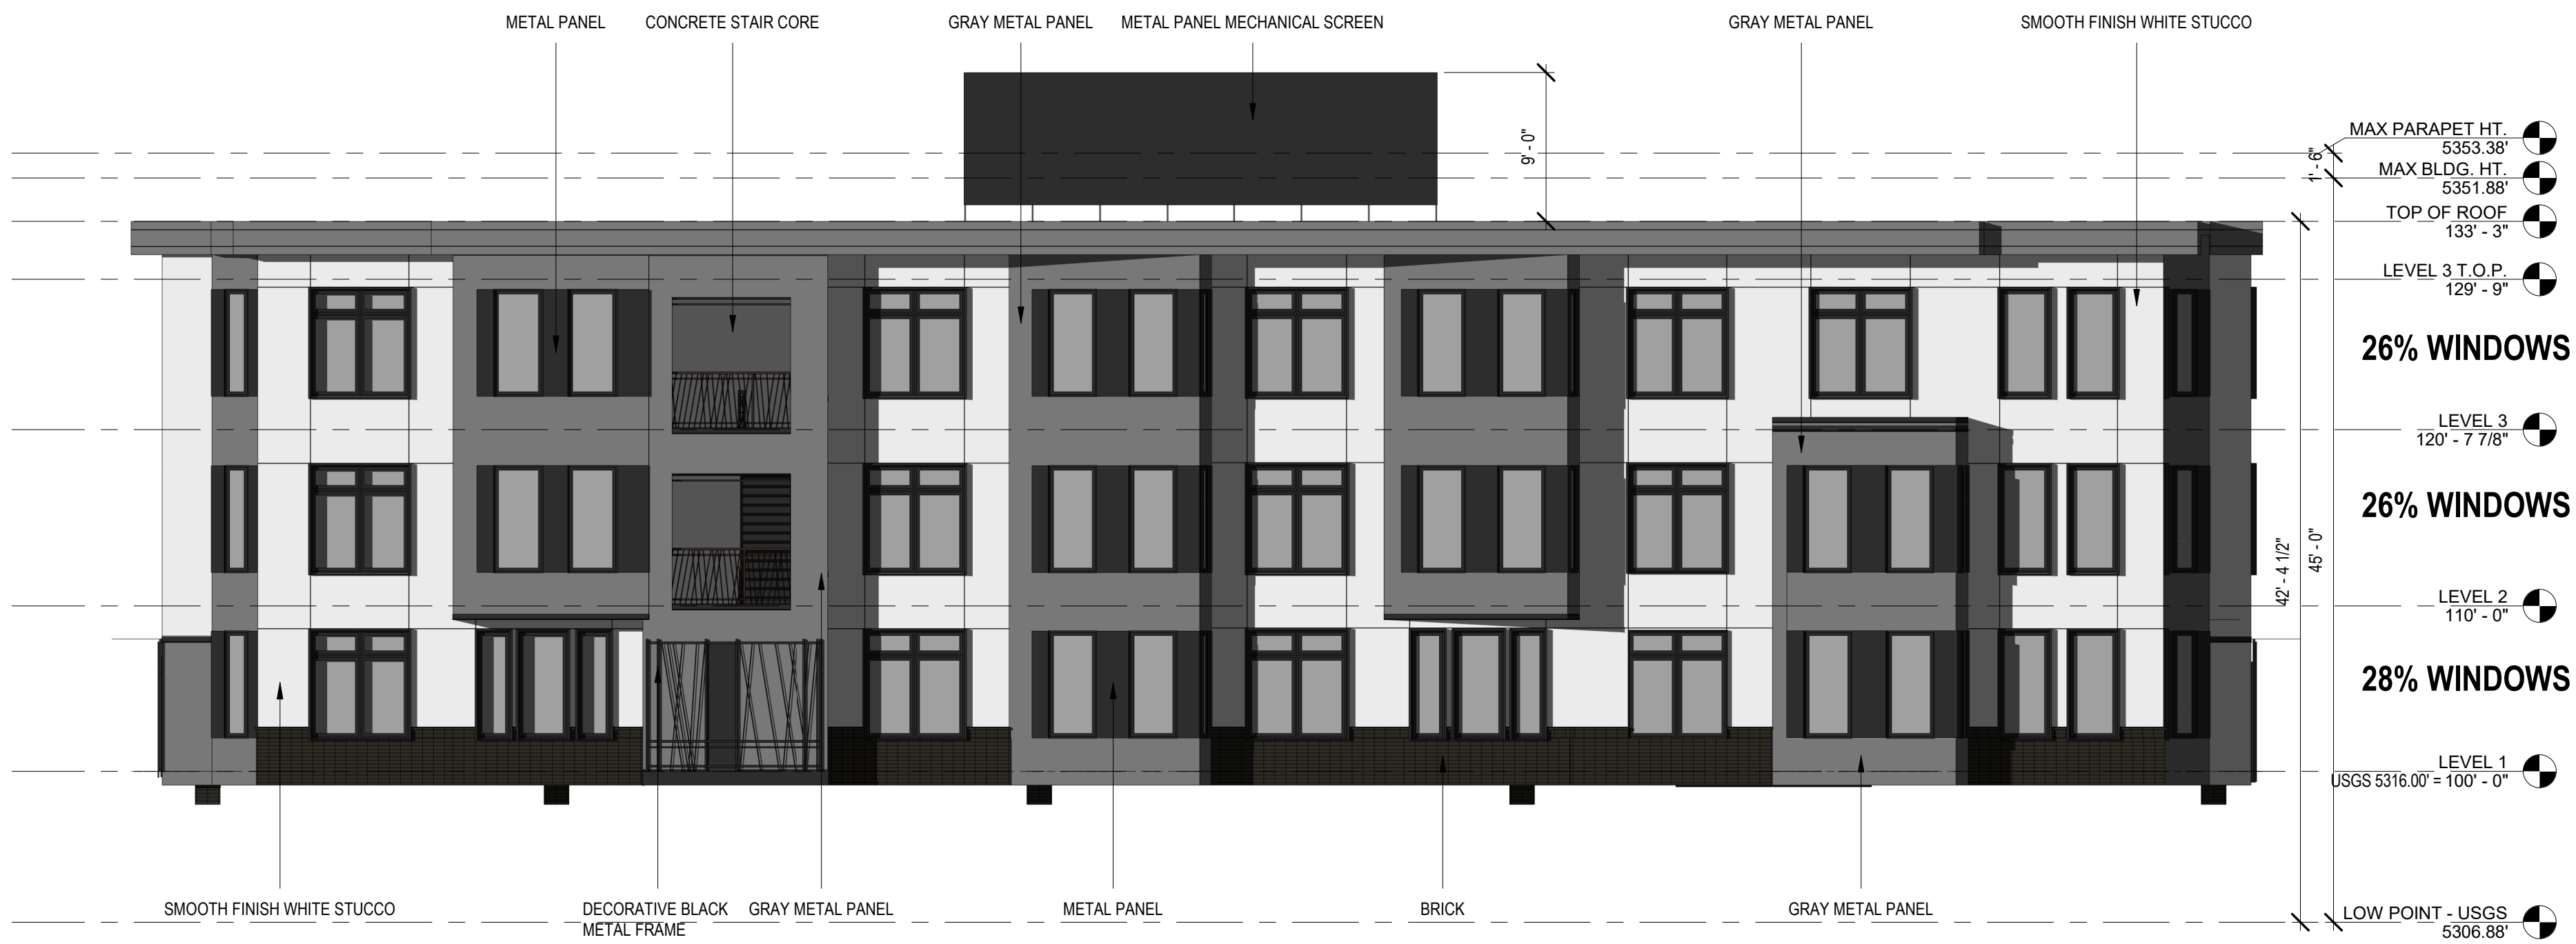 METAL PANEL
CONCRETE STAIR CORE
GRAY METAL PANEL
METAL PANEL MECHANICAL SCREEN
GRAY METAL PANEL
SMOOTH FINISH WHITE STUCCO
9' - 0"
1' - 6"
MAX PARAPET HT.
5353.38'
MAX BLDG. HT.
5351.88'
TOP OF ROOF
133' - 3"
LEVEL 3 T.O.P.
129' - 9"
26% WINDOWS
LEVEL 3
120' - 7 7/8"
26% WINDOWS
42' - 4 1/2"
45' - 0"
LEVEL 2
110' - 0"
28% WINDOWS
LEVEL 1
USGS 5316.00' = 100' - 0"
SMOOTH FINISH WHITE STUCCO
DECORATIVE BLACK
METAL FRAME
GRAY METAL PANEL
METAL PANEL
BRICK
GRAY METAL PANEL
LOW POINT - USGS
5306.88'